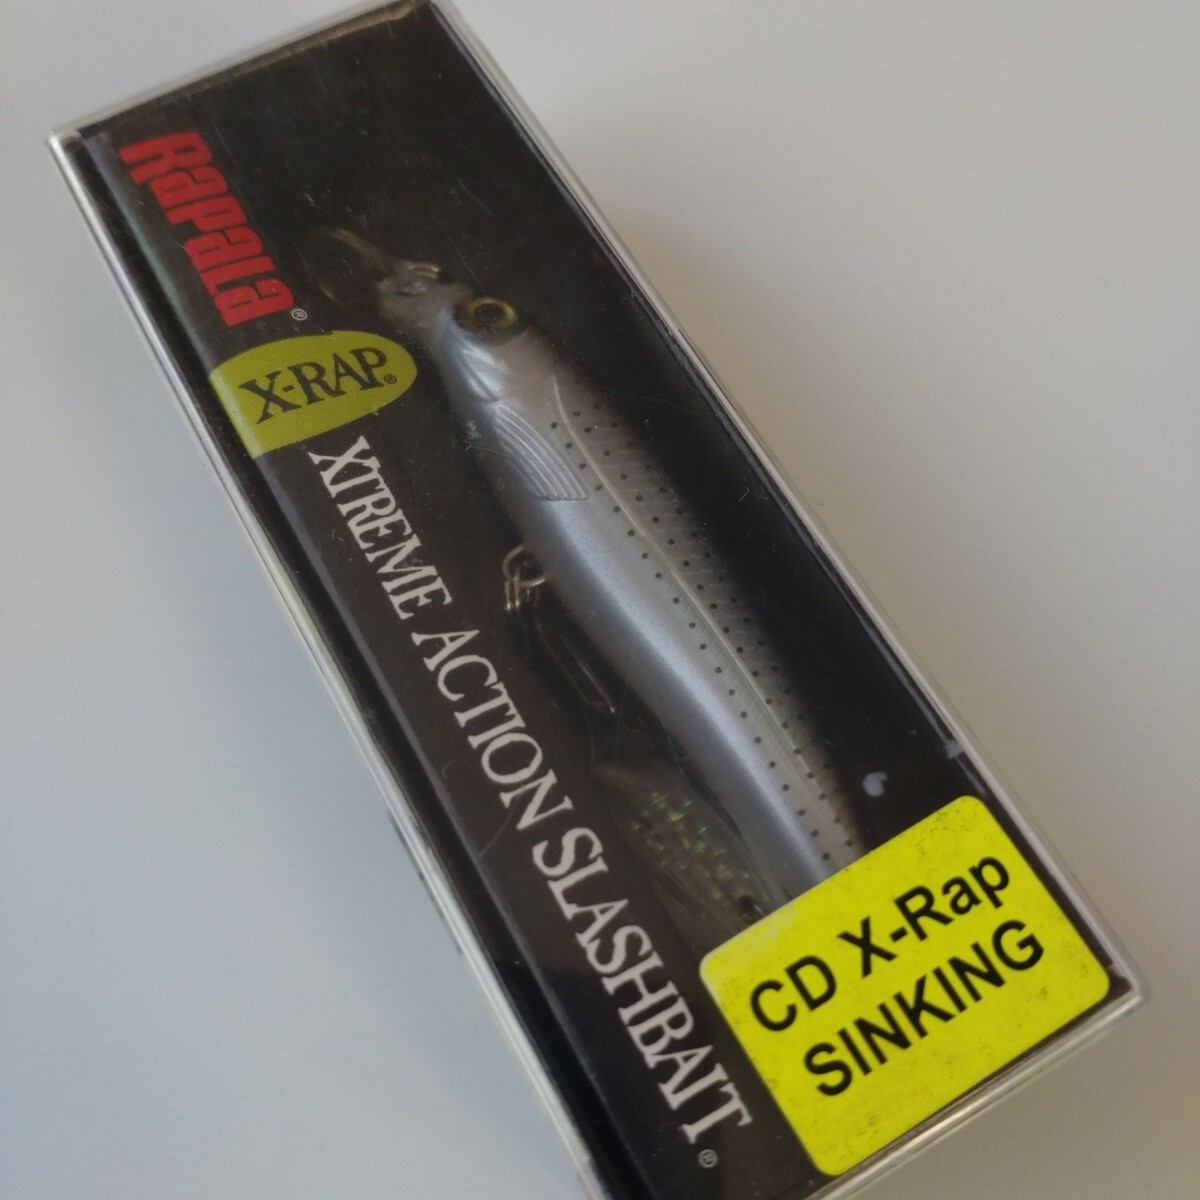 Rapala®
X-RAP®
XTREME ACTION SLASHBAIT®
CD X-Rap
SINKING